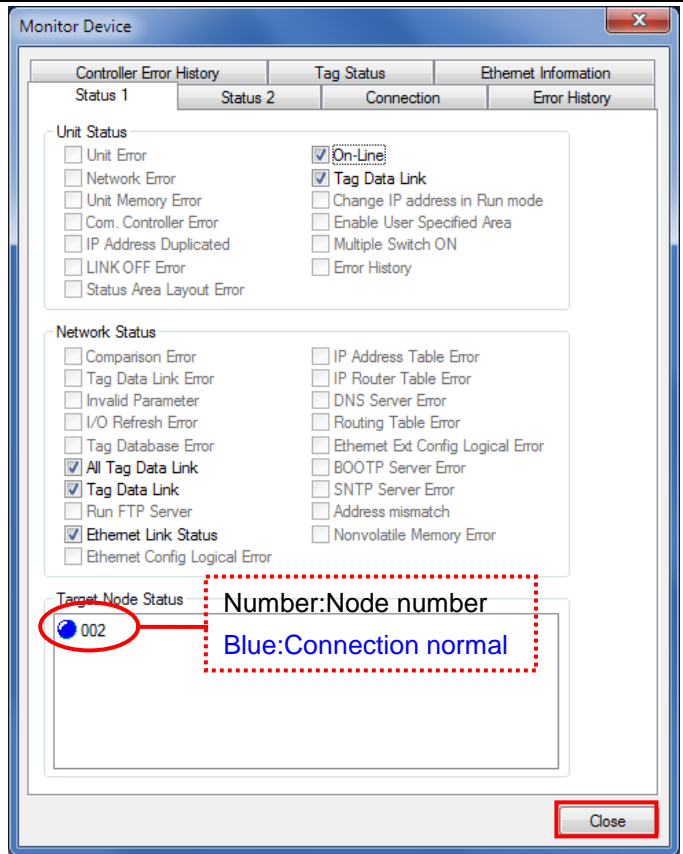 Monitor Device
X
Controller Error History Tag Status Ethernet Information
Status 1 Status 2 Connection Error History
Unit Status
Unit Error
Network Error
Unit Memory Error
Com. Controller Error
IP Address Duplicated
LINK OFF Error
Status Area Layout Error
On-Line
Tag Data Link
Change IP address in Run mode
Enable User Specified Area
Multiple Switch ON
Error History
Network Status
Comparison Error
Tag Data Link Error
Invalid Parameter
I/O Refresh Error
Tag Database Error
All Tag Data Link
Tag Data Link
Run FTP Server
Ethernet Link Status
Ethernet Config Logical Error
IP Address Table Error
IP Router Table Error
DNS Server Error
Routing Table Error
Ethernet Ext Config Logical Error
BOOTP Server Error
SNTP Server Error
Address mismatch
Nonvolatile Memory Error
Target Node Status
002
Number:Node number
Blue:Connection normal
Close